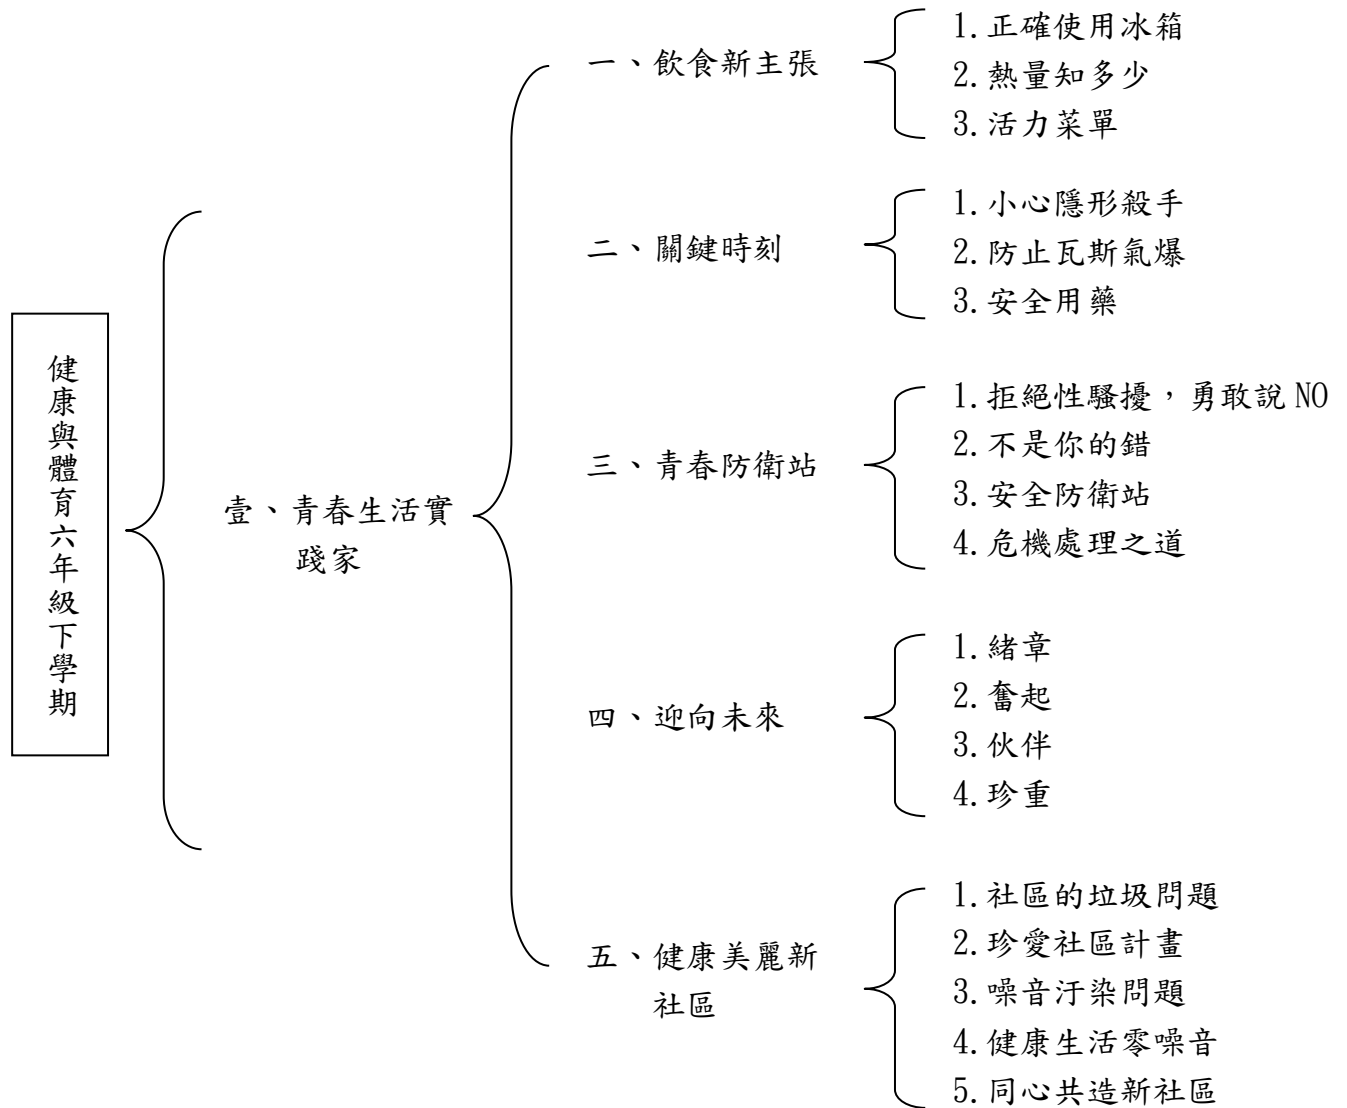 健康與體育六年級下學期
壹、青春生活實
踐家
一、飲食新主張
1.正確使用冰箱
2.熱量知多少
3.活力菜單
二、關鍵時刻
1.小心隱形殺手
2.防止瓦斯氣爆
3.安全用藥
三、青春防衛站
1.拒絕性騷擾，勇敢說 NO
2.不是你的錯
3.安全防衛站
4.危機處理之道
四、迎向未來
1.緒章
2.奮起
3.伙伴
4.珍重
五、健康美麗新
社區
1.社區的垃圾問題
2.珍愛社區計畫
3.噪音汙染問題
4.健康生活零噪音
5.同心共造新社區